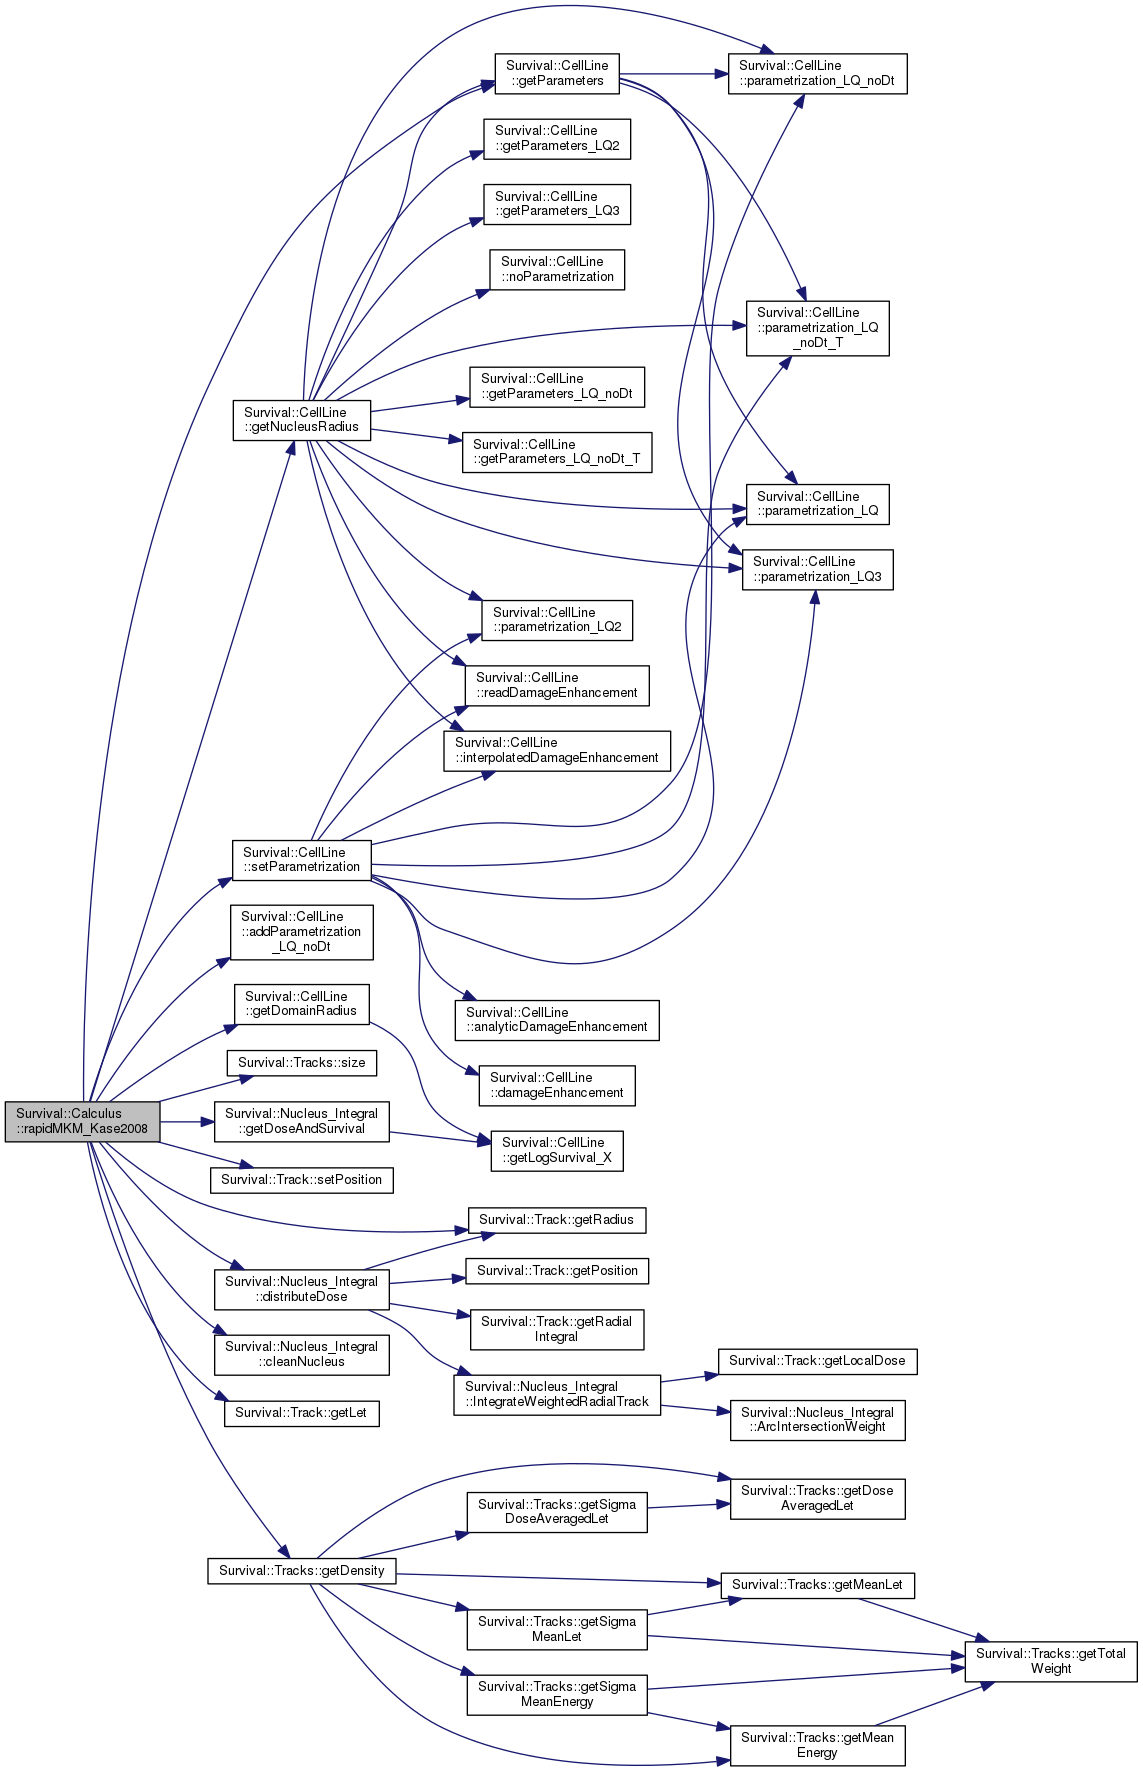 Survival::CellLine
::getParameters
Survival::CellLine
::parametrization_LQ_noDt
Survival::CellLine
::getParameters_LQ2
Survival::CellLine
::getParameters_LQ3
Survival::CellLine
::noParametrization
Survival::CellLine
::parametrization_LQ
_noDt_T
Survival::CellLine
::getParameters_LQ_noDt
Survival::CellLine
::getNucleusRadius
Survival::CellLine
::getParameters_LQ_noDt_T
Survival::CellLine
::parametrization_LQ
Survival::CellLine
::parametrization_LQ3
Survival::CellLine
::parametrization_LQ2
Survival::CellLine
::readDamageEnhancement
Survival::CellLine
::interpolatedDamageEnhancement
Survival::CellLine
::setParametrization
Survival::CellLine
::addParametrization
_LQ_noDt
Survival::CellLine
::getDomainRadius
Survival::CellLine
::analyticDamageEnhancement
Survival::Tracks::size
Survival::CellLine
::damageEnhancement
Survival::Calculus
::rapidMKM_Kase2008
Survival::Nucleus_Integral
::getDoseAndSurvival
Survival::CellLine
::getLogSurvival_X
Survival::Track::setPosition
Survival::Track::getRadius
Survival::Nucleus_Integral
::distributeDose
Survival::Track::getPosition
Survival::Track::getRadial
Integral
Survival::Nucleus_Integral
::cleanNucleus
Survival::Track::getLocalDose
Survival::Nucleus_Integral
::IntegrateWeightedRadialTrack
Survival::Track::getLet
Survival::Nucleus_Integral
::ArcIntersectionWeight
Survival::Tracks::getDose
AveragedLet
Survival::Tracks::getSigma
DoseAveragedLet
Survival::Tracks::getDensity
Survival::Tracks::getMeanLet
Survival::Tracks::getSigma
MeanLet
Survival::Tracks::getTotal
Weight
Survival::Tracks::getSigma
MeanEnergy
Survival::Tracks::getMean
Energy